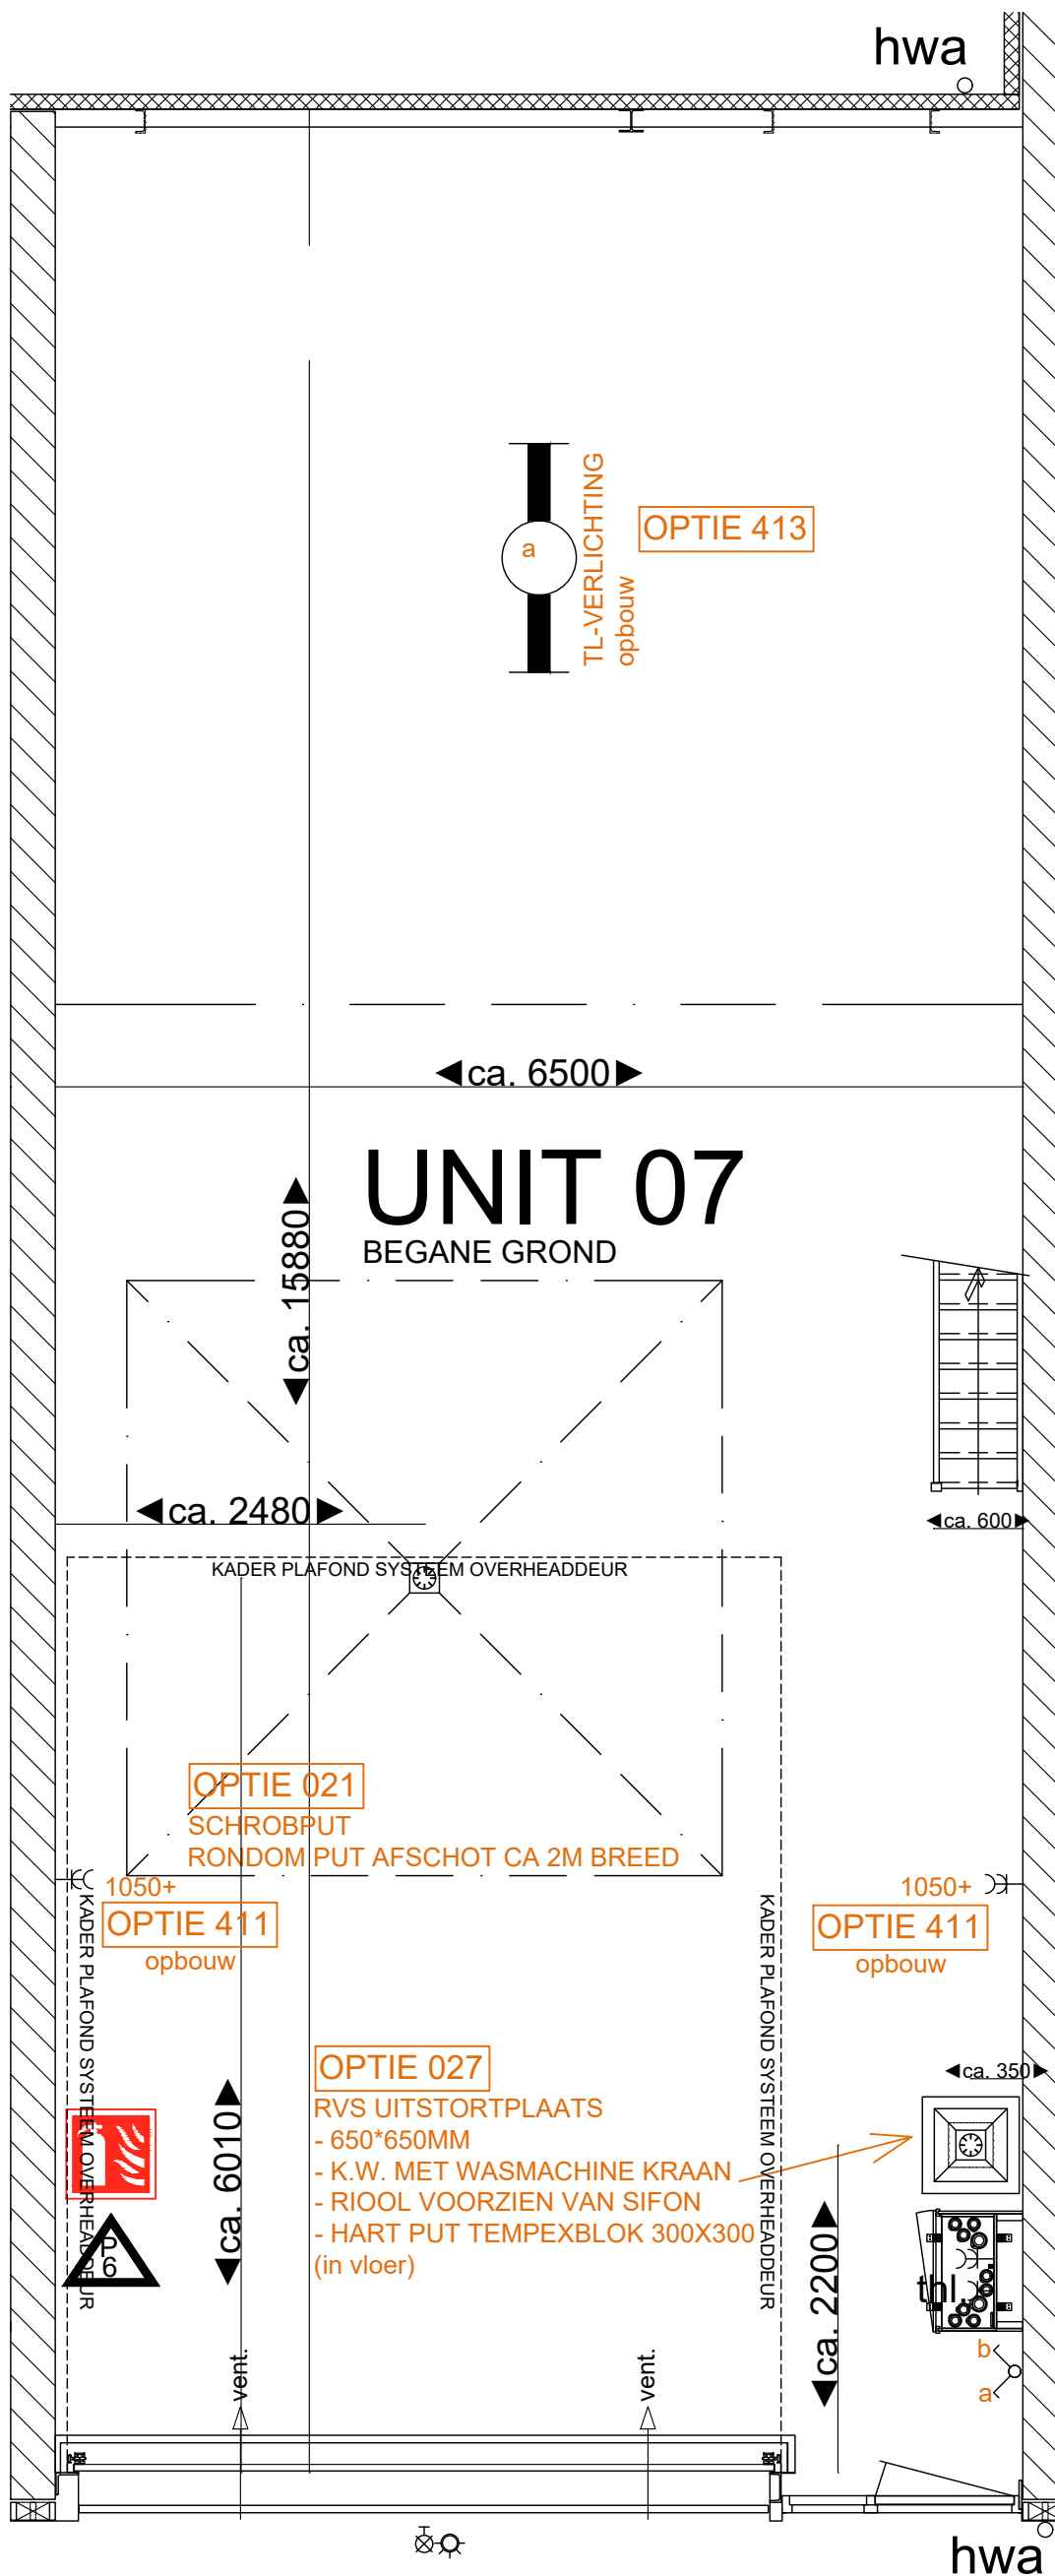 hwa
TL-VERLICHTING
opbouw
a
OPTIE 413
ca. 6500
UNIT 07
BEGANE GROND
ca. 15880
ca. 2480
ca. 600
KADER PLAFOND SYSTEEM OVERHEADDEUR
OPTIE 021
SCHROBPUT
RONDOM PUT AFSCHOT CA 2M BREED
1050+
OPTIE 411
opbouw
1050+
OPTIE 411
opbouw
KADER PLAFOND SYSTEEM OVERHEADDEUR
KADER PLAFOND SYSTEEM OVERHEADDEUR
OPTIE 027
RVS UITSTORTPLAATS
- 650*650MM
- K.W. MET WASMACHINE KRAAN
- RIOOL VOORZIEN VAN SIFON
- HART PUT TEMPEXBLOK 300X300
(in vloer)
ca. 350
ca. 6010
P
6
ca. 2200
thl.
b
a
vent.
vent.
hwa